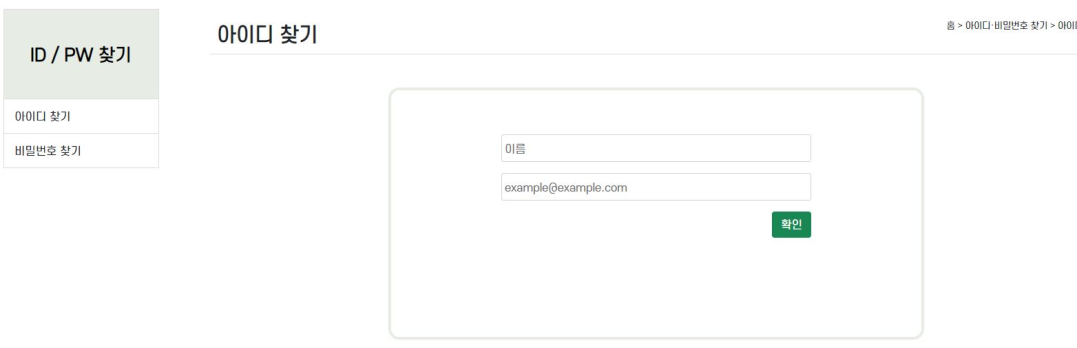 ID / PW 찾기
아이디 찾기
비밀번호 찾기
아이디 찾기
홈 > 아이디·비밀번호 찾기 > 아이
이름
example@example.com
확인